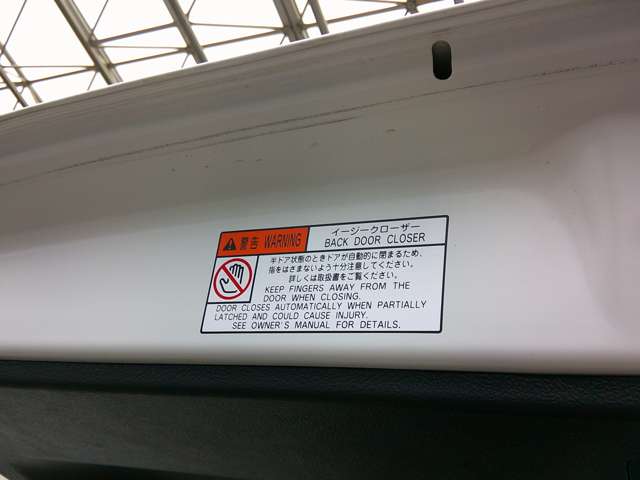 警告 WARNING
イージークローザー
BACK DOOR CLOSER
半ドア状態のときドアが自動的に閉まるため、
指をはさまないよう十分注意してください。
詳しくは取扱書をご覧ください。
KEEP FINGERS AWAY FROM THE
DOOR WHEN CLOSING.
DOOR CLOSES AUTOMATICALLY WHEN PARTIALLY
LATCHED AND COULD CAUSE INJURY.
SEE OWNER'S MANUAL FOR DETAILS.